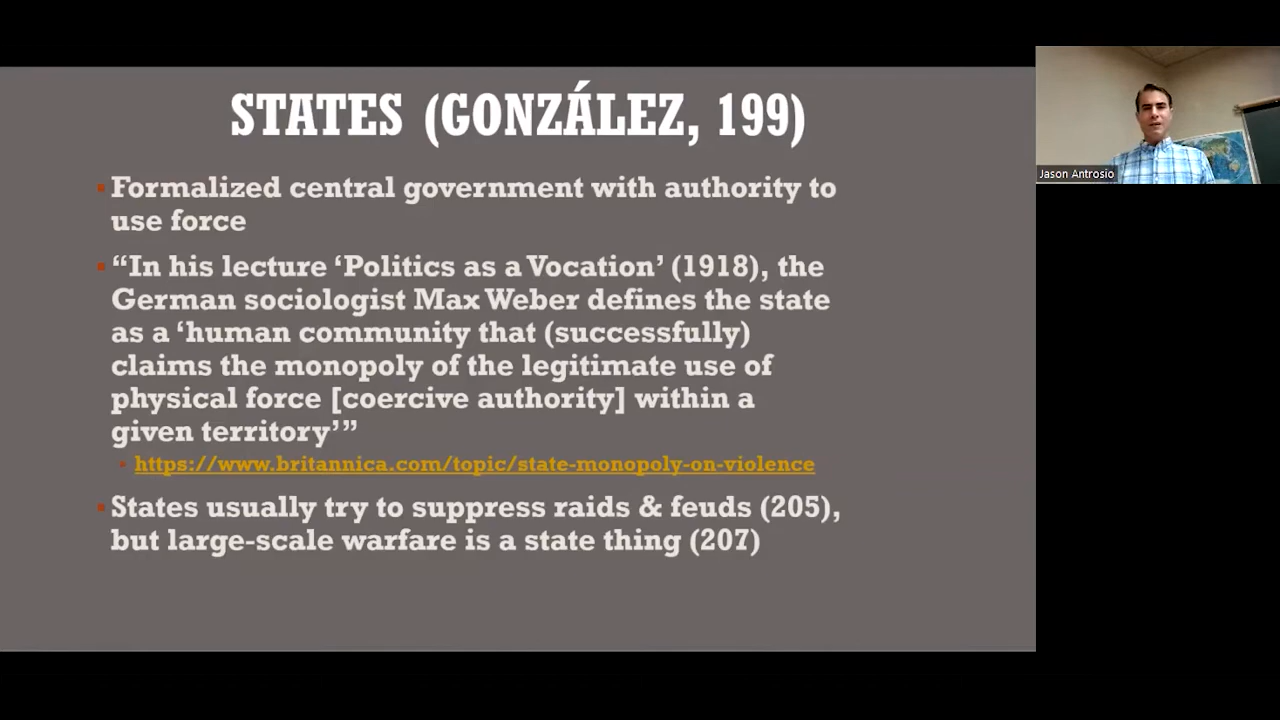 STATES (GONZÁLEZ, 199)
Formalized central government with authority to
use force
“In his lecture ‘Politics as a Vocation’ (1918), the
German sociologist Max Weber defines the state
as a ‘human community that (successfully)
claims the monopoly of the legitimate use of
physical force [coercive authority] within a
given territory’”
https://www.britannica.com/topic/state-monopoly-on-violence
States usually try to suppress raids & feuds (205),
but large-scale warfare is a state thing (207)
Jason Antrosio